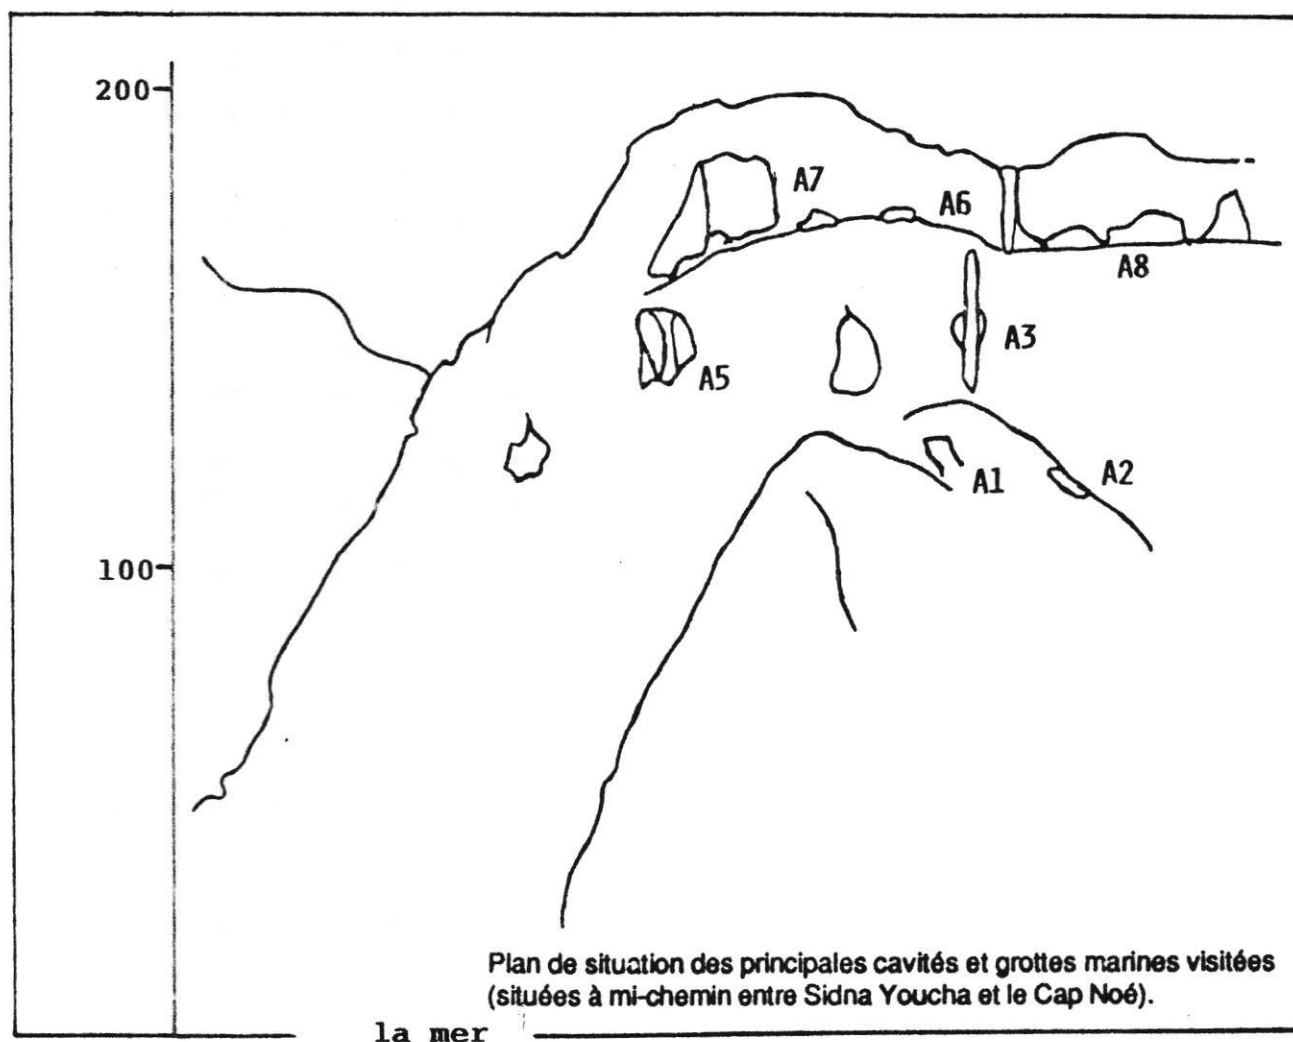 200
A7
A6
A8
A3
A5
A1
A2
100
Plan de situation des principales cavités et grottes marines visitées
(situées à mi-chemin entre Sidna Youcha et le Cap Noé).
la mer